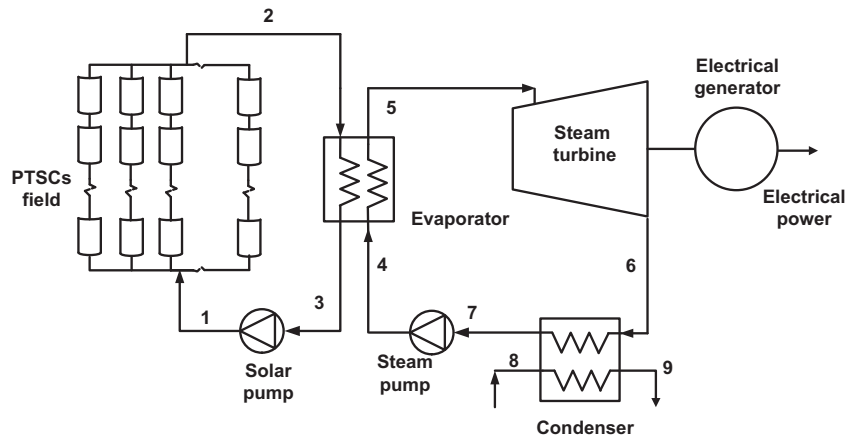 2
Electrical
generator
5
Steam
turbine
PTSCs
field
Evaporator
Electrical
power
4
6
3
1
7
8
9
Solar
pump
Steam
pump
Condenser